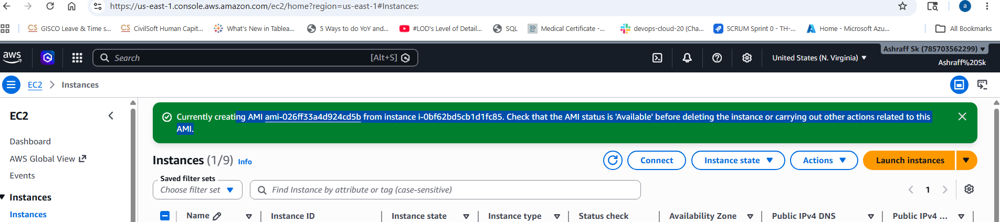 https://us-east-1.console.aws.amazon.com/ec2/home?region=us-east-1#Instances:
a
GISCO Leave & Time s...
CivilSoft Human Capit...
What's New in Tablea...
5 Ways to do YoY and...
#LOD's Level of Detail...
SQL
Medical Certificate -...
devops-cloud-20 (Cha...
SCRUM Sprint 0 - TH-...
Home - Microsoft Azu...
All Bookmarks
aws
Search
[Alt+S]
United States (N. Virginia)
Ashraff Sk (785703562299)
Ashraff%20Sk
EC2
Instances
EC2
Dashboard
AWS Global View
Events
Instances
Instances
Currently creating AMI ami-026ff33a4d924cd5b from instance i-0bf62bd5cb1d1fc85. Check that the AMI status is 'Available' before deleting the instance or carrying out other actions related to this
AMI.
Instances (1/9) Info
Connect
Instance state
Actions
Launch instances
Saved filter sets
Choose filter set
Find Instance by attribute or tag (case-sensitive)
1
Name
Instance ID
Instance state
Instance type
Status check
Availability Zone
Public IPv4 DNS
Public IPv4 ...